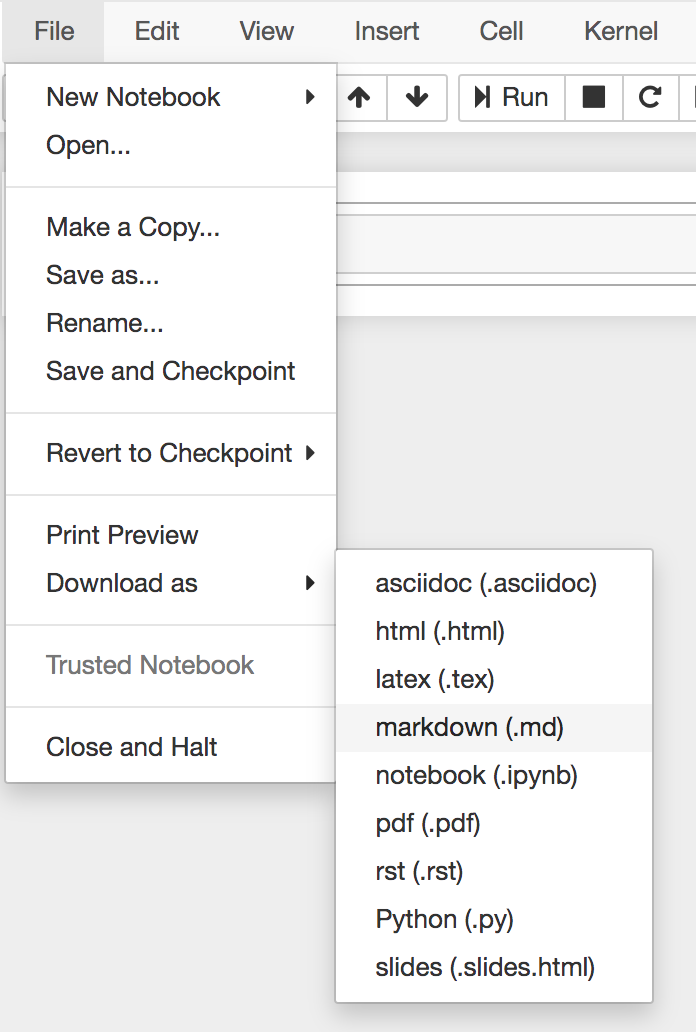 File Edit View Insert Cell Kernel
New Notebook
Run
Open...
Make a Copy...
Save as...
Rename...
Save and Checkpoint
Revert to Checkpoint
Print Preview
Download as
Trusted Notebook
Close and Halt
asciidoc (.asciidoc)
html (.html)
latex (.tex)
markdown (.md)
notebook (.ipynb)
pdf (.pdf)
rst (.rst)
Python (.py)
slides (.slides.html)